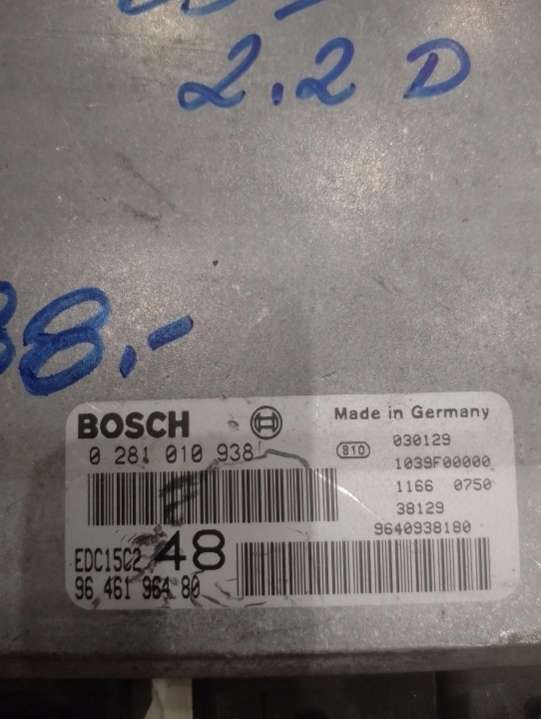 2.2 D
88.-
BOSCH
Made in Germany
0 281 010 938
810
030129
1039F00000
1166 0750
38129
9640938180
EDC15C2 48
96 461 964 80